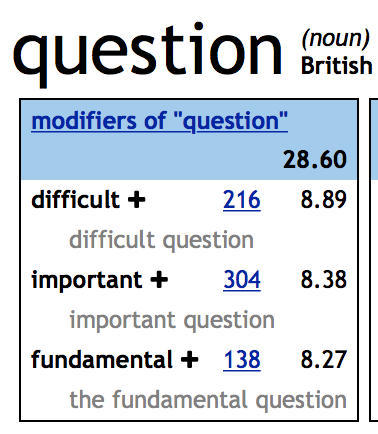 question (noun)
British
modifiers of "question"
28.60
difficult + 216 8.89
difficult question
important + 304 8.38
important question
fundamental + 138 8.27
the fundamental question